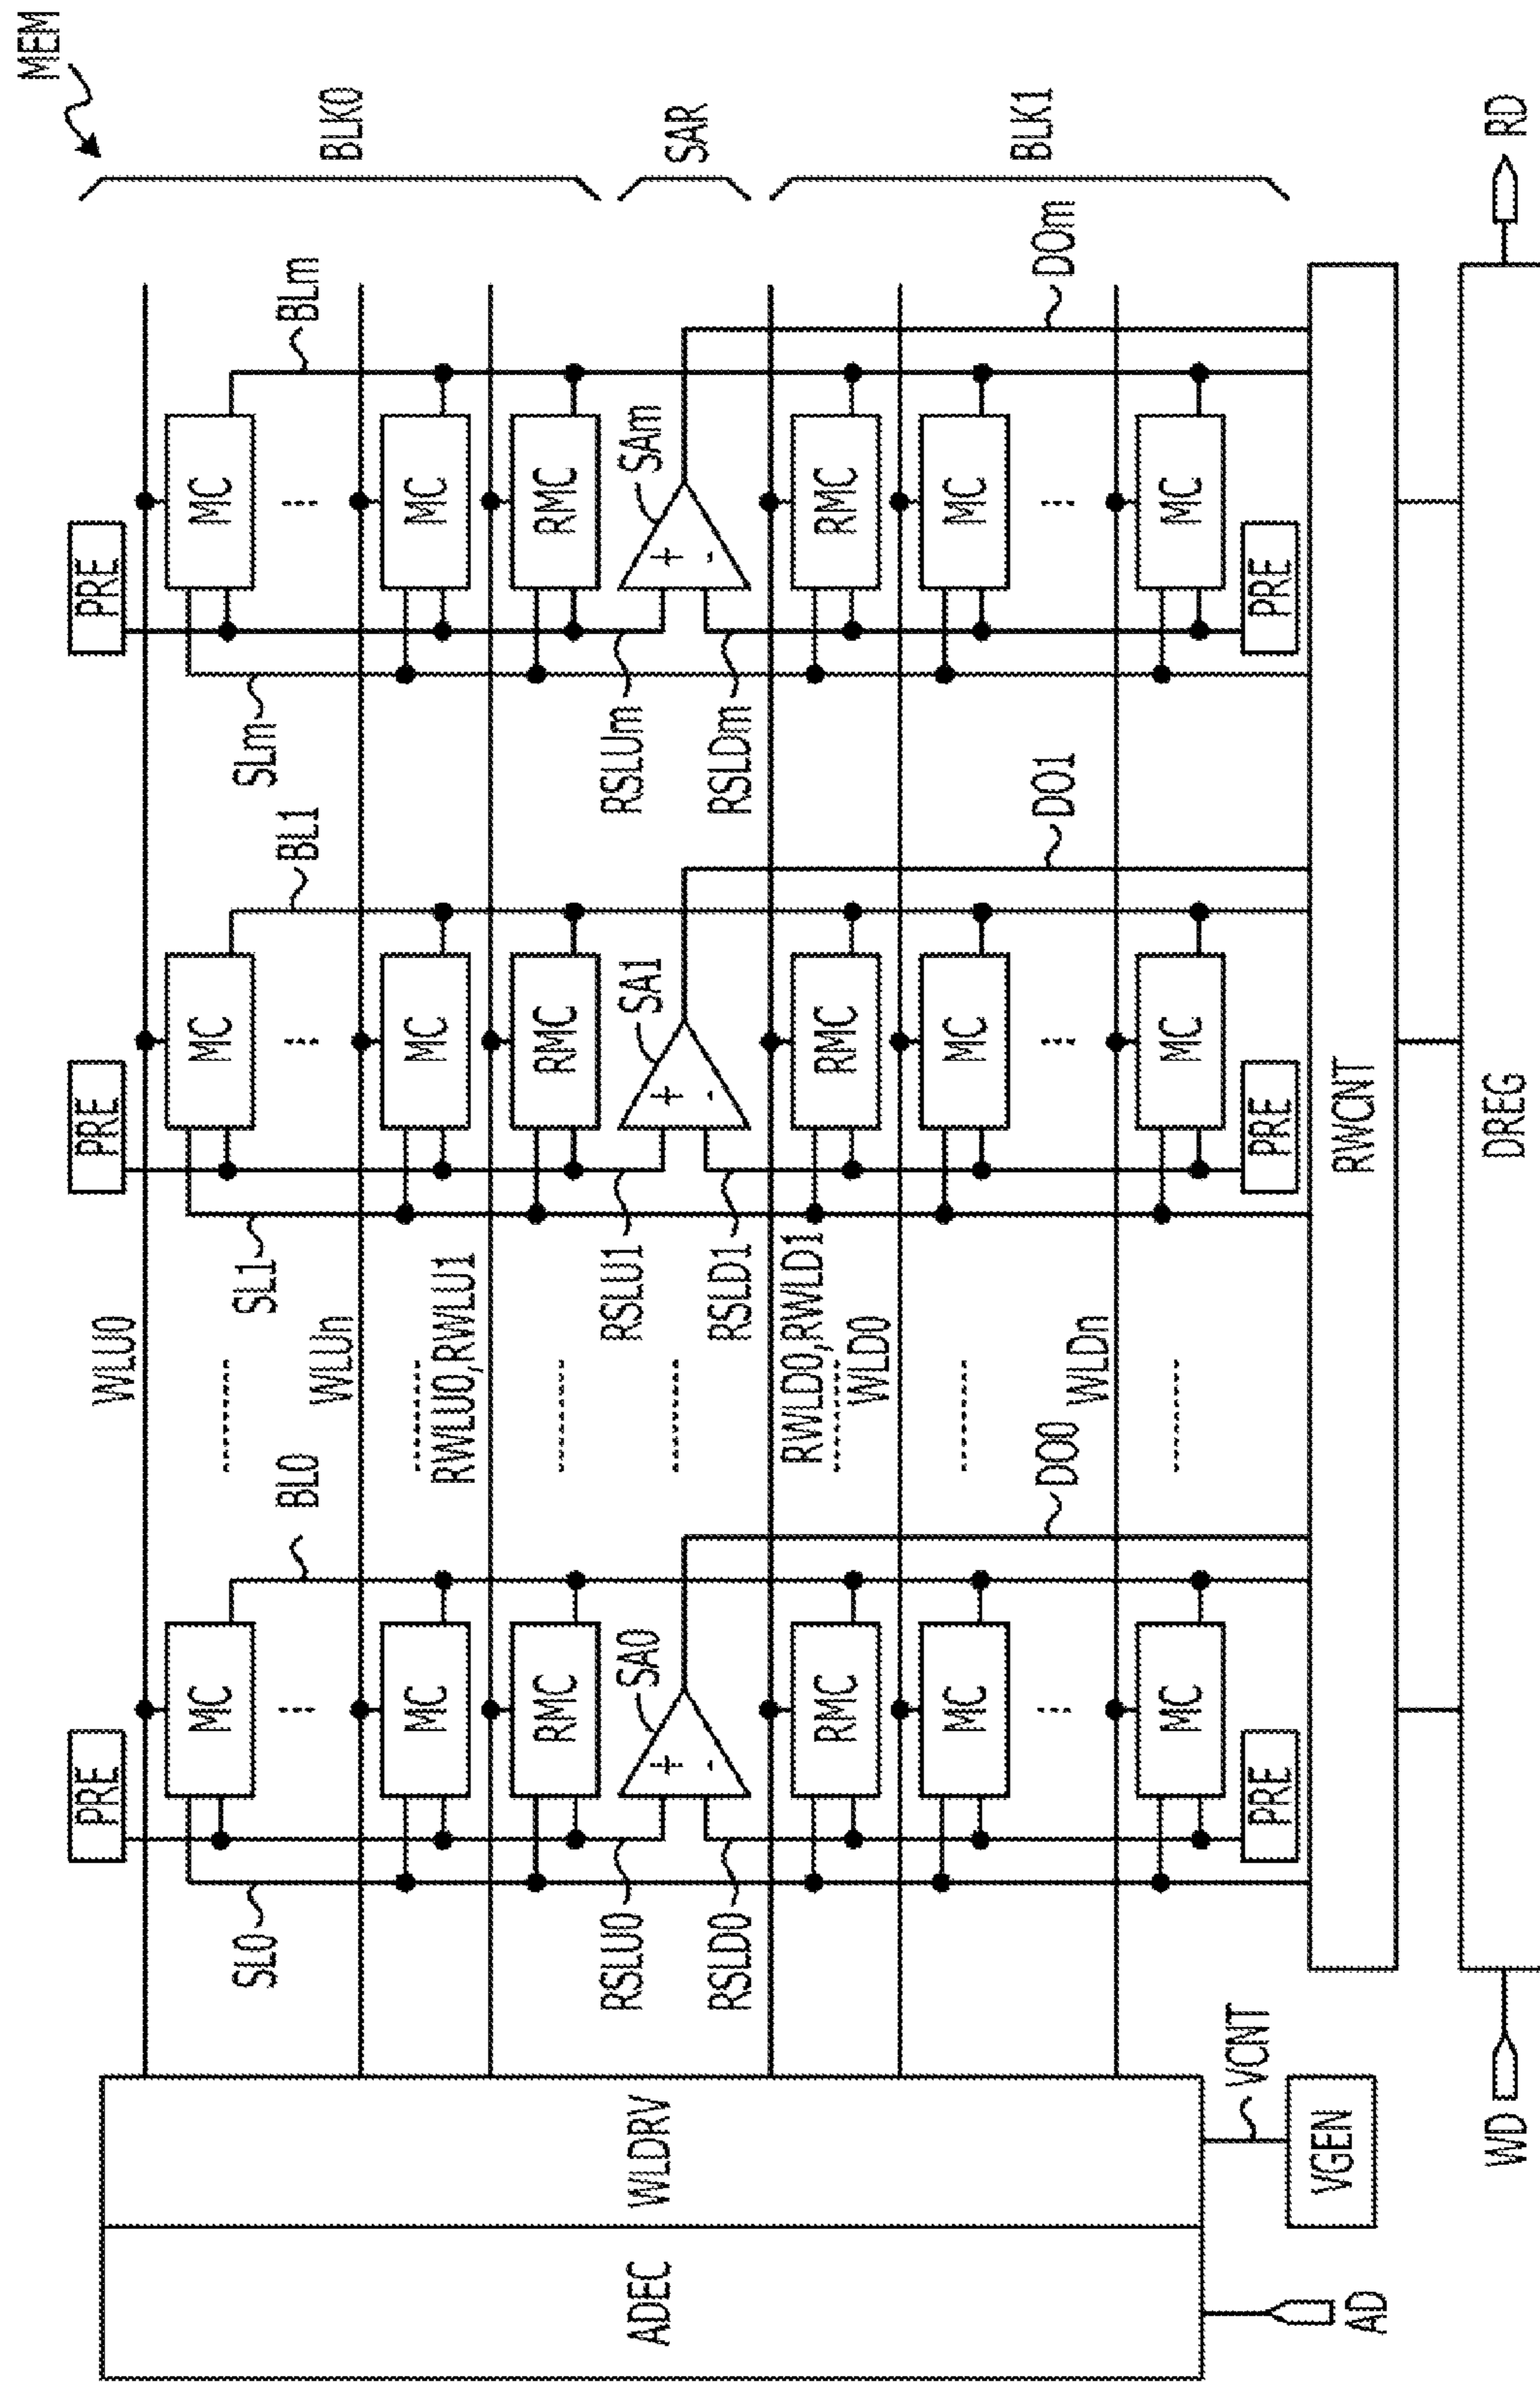 MEM
BLK0
SAR
BLK1
PRE
PRE
PRE
WLU0
SL0
MC
BL0
SL1
MC
BL1
SLm
MC
BLm
WLUn
MC
MC
MC
RWLU0,RWLU1
RMC
RMC
RMC
RSLU0
+
-
SA0
RSLU1
+
-
SA1
RSLUm
+
-
SAm
RSLD0
RSLD1
RSLDm
RWLD0,RWLD1
RMC
RMC
RMC
WLD0
MC
MC
MC
DO0
DO1
DOm
WLDn
MC
MC
MC
PRE
PRE
PRE
ADEC
WLDRV
VCNT
VGEN
AD
RWCNT
WD
DREG
RD